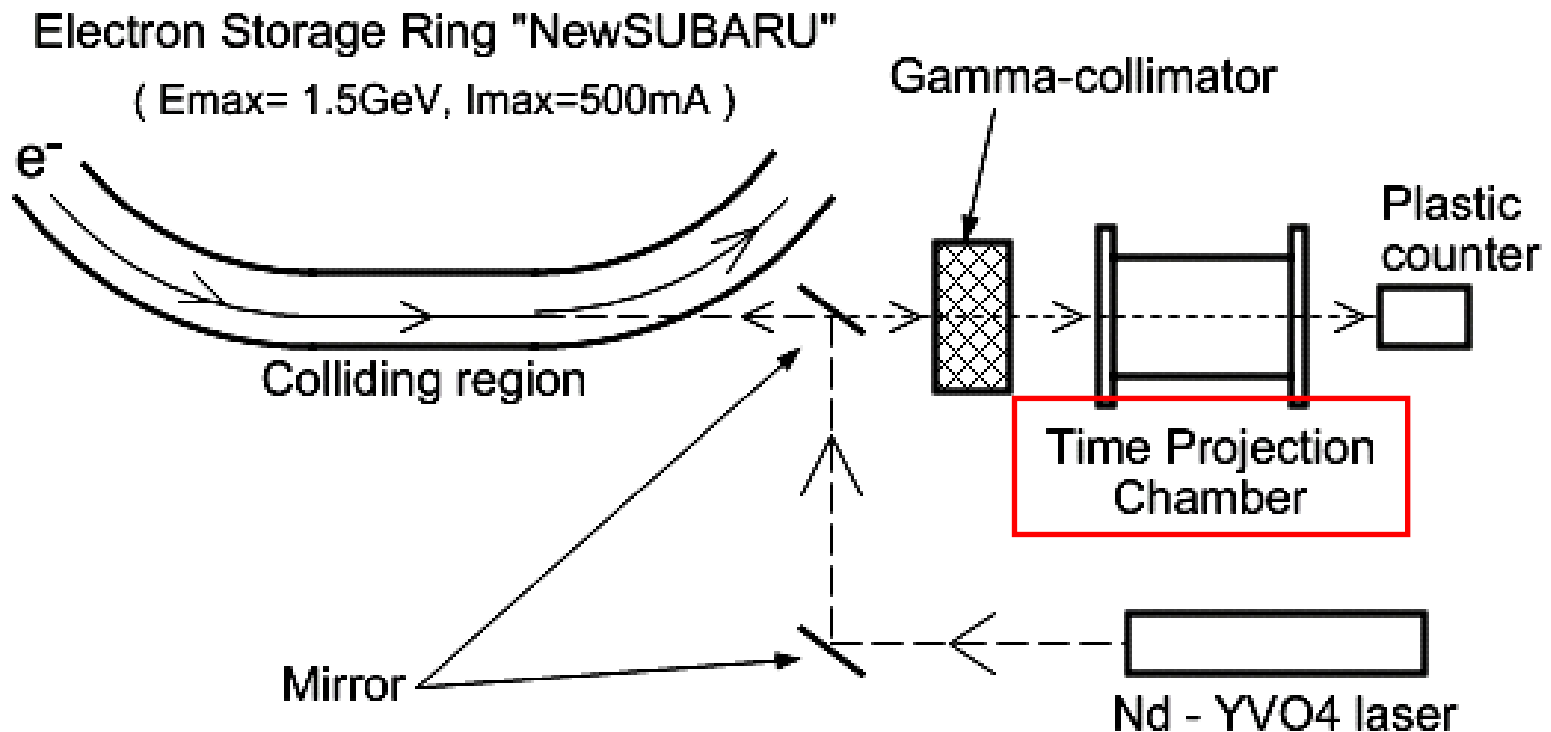 Electron Storage Ring "NewSUBARU"
( Emax= 1.5GeV, Imax=500mA )
e-
Gamma-collimator
Plastic
counter
Colliding region
Time Projection
Chamber
Mirror
Nd - YVO4 laser